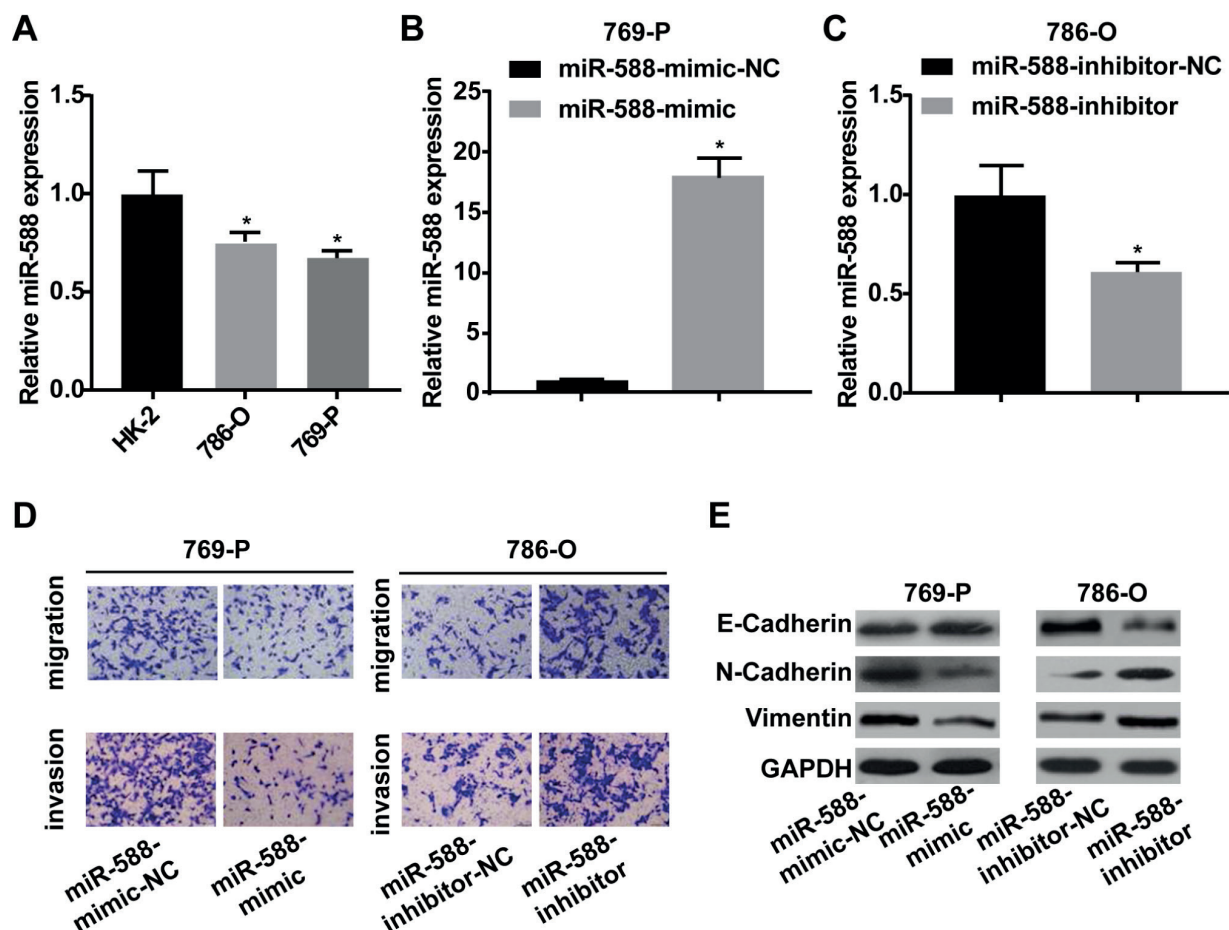 A
Relative miR-588 expression
1.5
1.0
0.5
0.0
*
*
HK-2
786-O
769-P
B
769-P
miR-588-mimic-NC
miR-588-mimic
Relative miR-588 expression
25
20
15
10
5
0
*
C
786-O
miR-588-inhibitor-NC
miR-588-inhibitor
Relative miR-588 expression
1.5
1.0
0.5
0.0
*
D
769-P
786-O
migration
migration
invasion
invasion
miR-588-
mimic-NC
miR-588-
mimic
miR-588-
inhibitor-NC
miR-588-
inhibitor
E
769-P
786-O
E-Cadherin
N-Cadherin
Vimentin
GAPDH
miR-588-
mimic-NC
miR-588-
mimic
miR-588-
inhibitor-NC
miR-588-
inhibitor